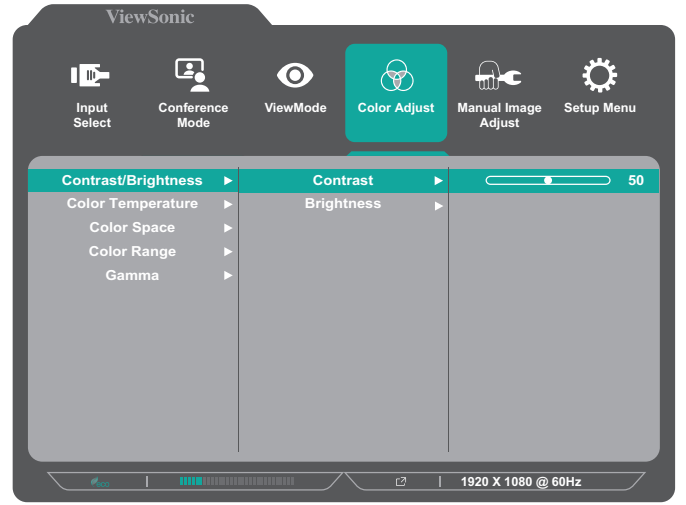 ViewSonic
Input
Select
Conference
Mode
ViewMode
Color Adjust
Manual Image
Adjust
Setup Menu
Contrast/Brightness
Contrast
50
Color Temperature
Brightness
Color Space
Color Range
Gamma
1920 X 1080 @ 60Hz